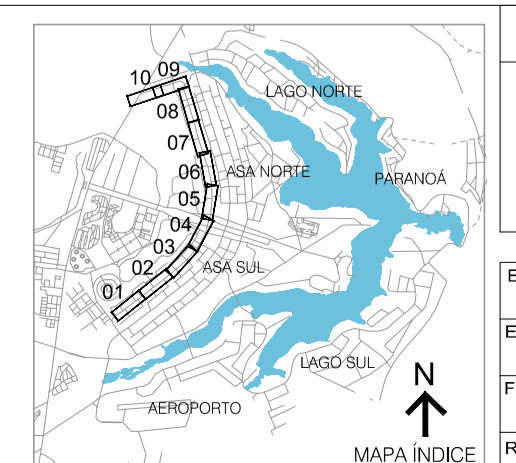 09
10
LAGO NORTE
08
07
ASA NORTE
06
PARANOÁ
05
04
03
ASA SUL
02
01
E
E
LAGO SUL
N
F
AEROPORTO
R
MAPA ÍNDICE